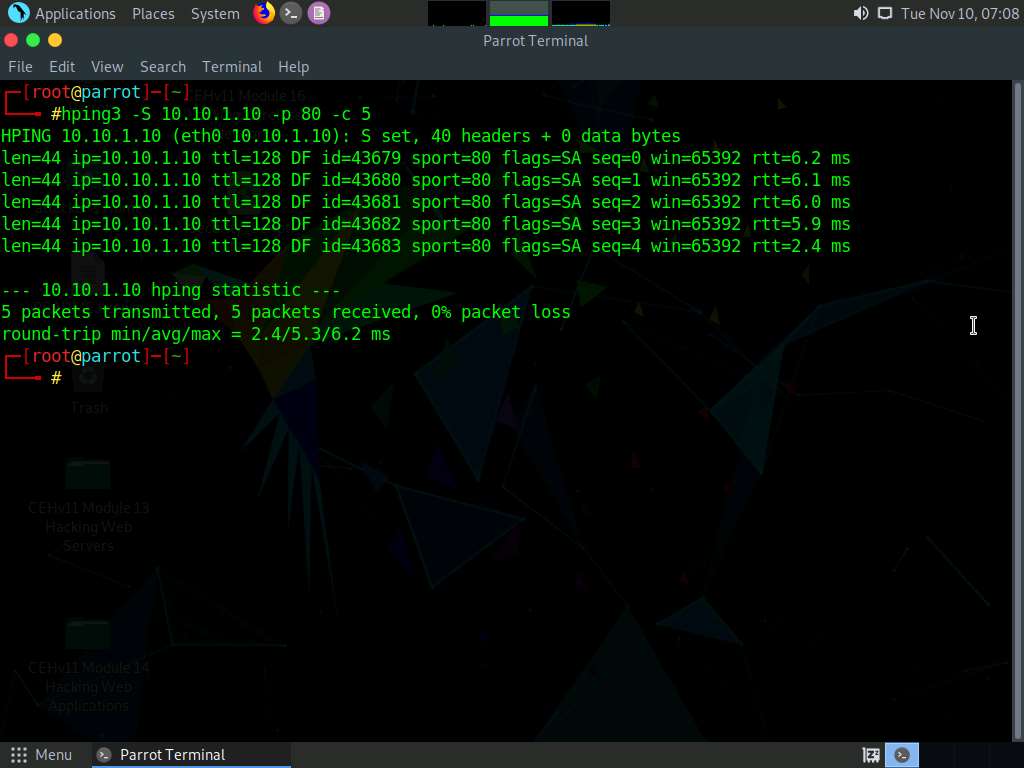 Applications Places System Tue Nov 10, 07:08
Parrot Terminal
File Edit View Search Terminal Help
┌─[root@parrot]─[~]
└──╼ #hping3 -S 10.10.1.10 -p 80 -c 5
HPING 10.10.1.10 (eth0 10.10.1.10): S set, 40 headers + 0 data bytes
len=44 ip=10.10.1.10 ttl=128 DF id=43679 sport=80 flags=SA seq=0 win=65392 rtt=6.2 ms
len=44 ip=10.10.1.10 ttl=128 DF id=43680 sport=80 flags=SA seq=1 win=65392 rtt=6.1 ms
len=44 ip=10.10.1.10 ttl=128 DF id=43681 sport=80 flags=SA seq=2 win=65392 rtt=6.0 ms
len=44 ip=10.10.1.10 ttl=128 DF id=43682 sport=80 flags=SA seq=3 win=65392 rtt=5.9 ms
len=44 ip=10.10.1.10 ttl=128 DF id=43683 sport=80 flags=SA seq=4 win=65392 rtt=2.4 ms
--- 10.10.1.10 hping statistic ---
5 packets transmitted, 5 packets received, 0% packet loss
round-trip min/avg/max = 2.4/5.3/6.2 ms
┌─[root@parrot]─[~]
└──╼ #
Trash
CEHv11 Module 13
Hacking Web
Servers
CEHv11 Module 14
Hacking Web
Applications
Menu Parrot Terminal